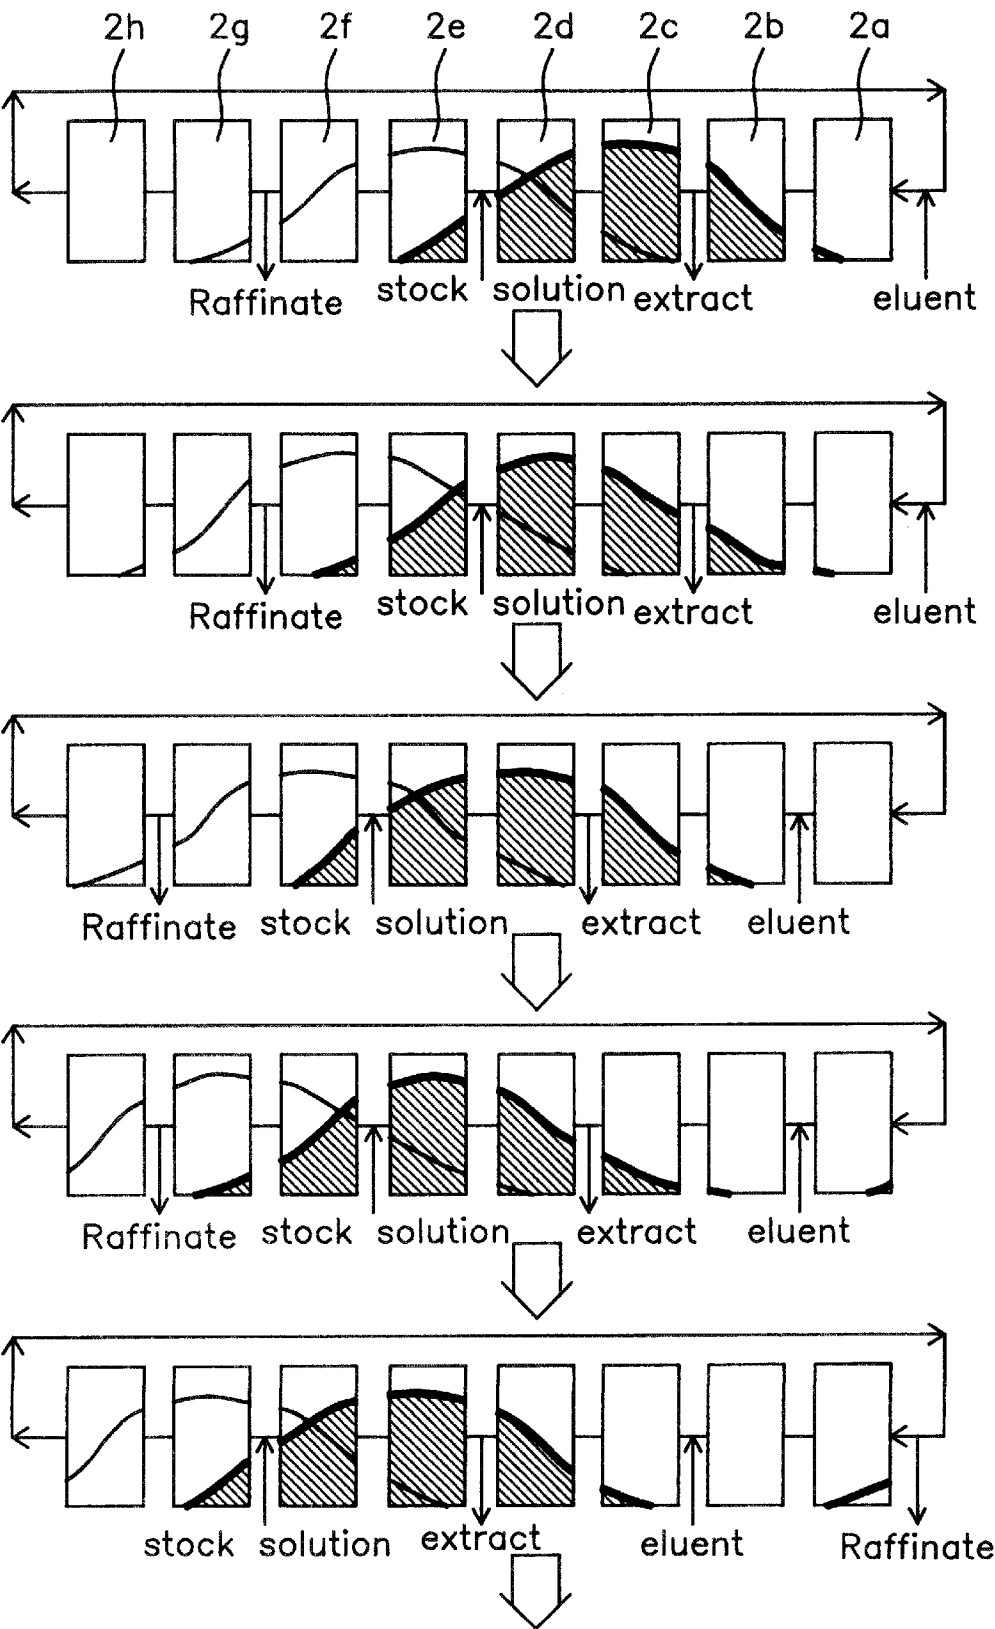 2h 2g 2f 2e 2d 2c 2b 2a
Raffinate stock solution extract eluent
Raffinate stock solution extract eluent
Raffinate stock solution extract eluent
Raffinate stock solution extract eluent
stock solution extract eluent Raffinate